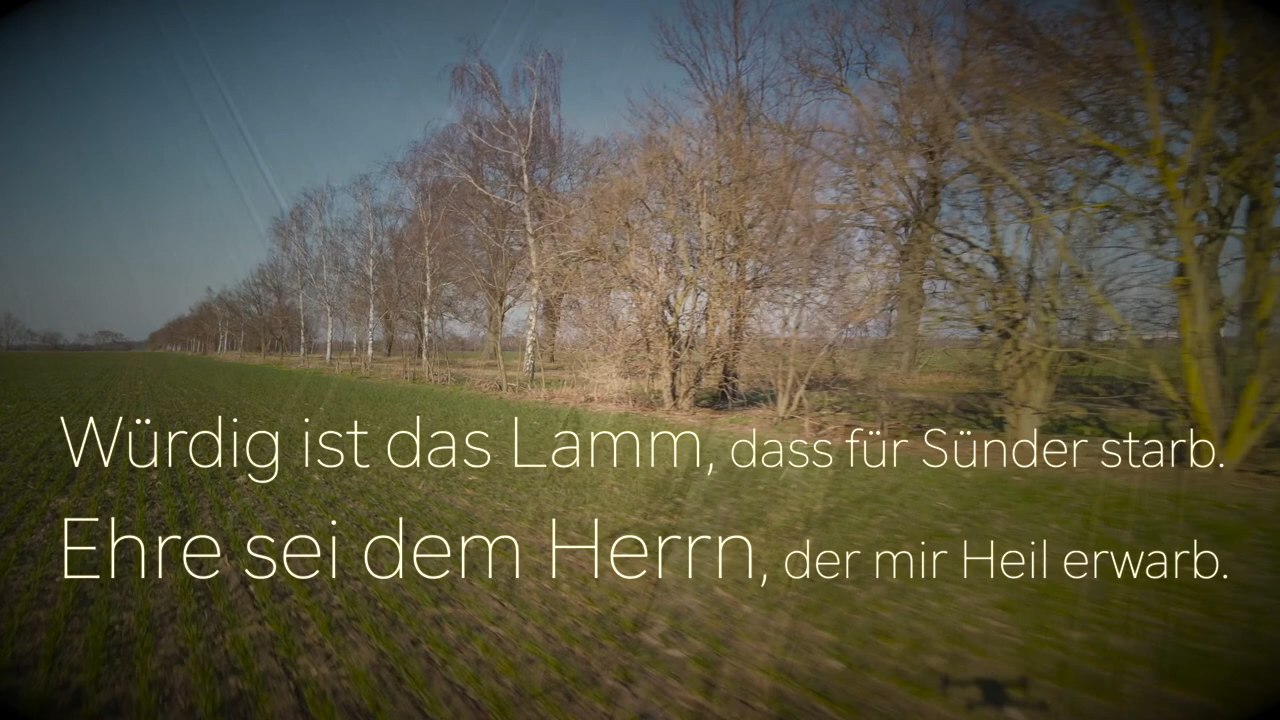 Würdig ist das Lamm, dass für Sünder starb.
Ehre sei dem Herrn, der mir Heil erwarb.